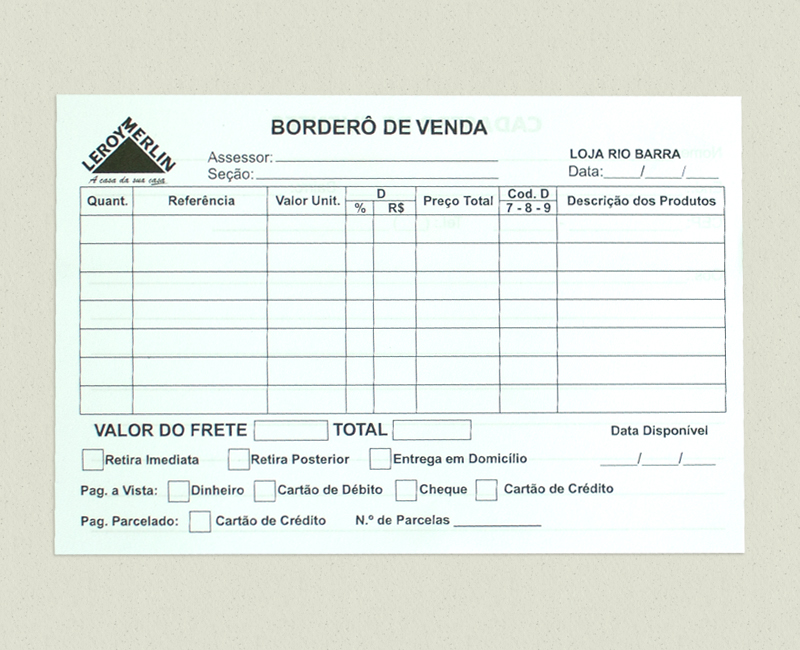 LEROY MERLIN
A casa da sua casa
BORDERÔ DE VENDA
Assessor:
Seção:
LOJA RIO BARRA
Data:____/____/____
Quant. Referência Valor Unit. D % R$ Preço Total Cod. D 7 - 8 - 9 Descrição dos Produtos
VALOR DO FRETE TOTAL Data Disponível
Retira Imediata Retira Posterior Entrega em Domicílio ____/____/____
Pag. a Vista: Dinheiro Cartão de Débito Cheque Cartão de Crédito
Pag. Parcelado: Cartão de Crédito N.º de Parcelas ____________